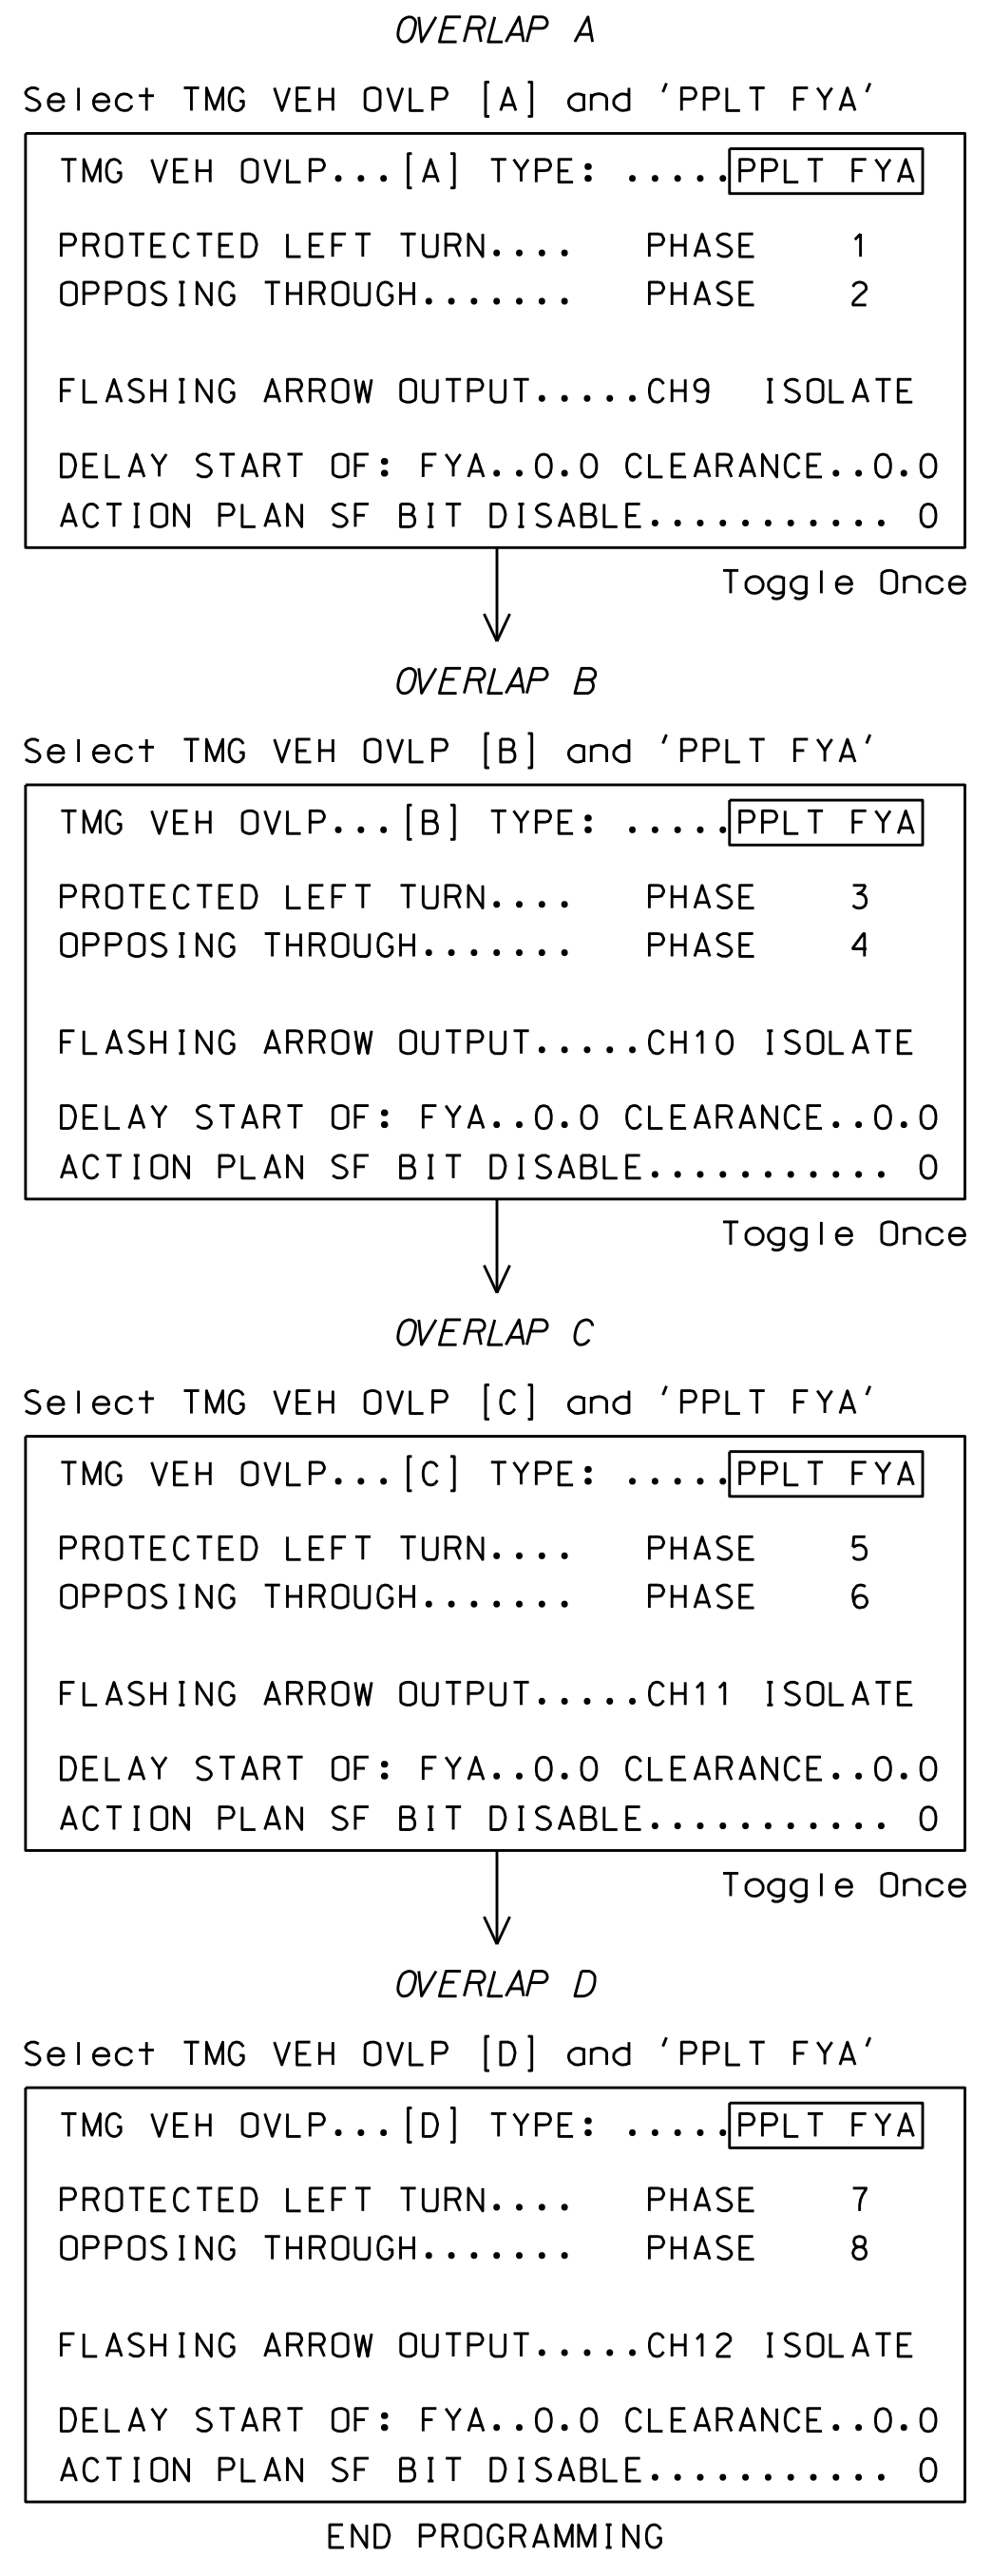 OVERLAP A
Select TMG VEH OVLP [A] and 'PPLT FYA'
TMG VEH OVLP...[A] TYPE: .....PPLT FYA
PROTECTED LEFT TURN.... PHASE 1
OPPOSING THROUGH....... PHASE 2
FLASHING ARROW OUTPUT.....CH9 ISOLATE
DELAY START OF: FYA..0.0 CLEARANCE..0.0
ACTION PLAN SF BIT DISABLE........... 0
Toggle Once
OVERLAP B
Select TMG VEH OVLP [B] and 'PPLT FYA'
TMG VEH OVLP...[B] TYPE: .....PPLT FYA
PROTECTED LEFT TURN.... PHASE 3
OPPOSING THROUGH....... PHASE 4
FLASHING ARROW OUTPUT.....CH10 ISOLATE
DELAY START OF: FYA..0.0 CLEARANCE..0.0
ACTION PLAN SF BIT DISABLE........... 0
Toggle Once
OVERLAP C
Select TMG VEH OVLP [C] and 'PPLT FYA'
TMG VEH OVLP...[C] TYPE: .....PPLT FYA
PROTECTED LEFT TURN.... PHASE 5
OPPOSING THROUGH....... PHASE 6
FLASHING ARROW OUTPUT.....CH11 ISOLATE
DELAY START OF: FYA..0.0 CLEARANCE..0.0
ACTION PLAN SF BIT DISABLE........... 0
Toggle Once
OVERLAP D
Select TMG VEH OVLP [D] and 'PPLT FYA'
TMG VEH OVLP...[D] TYPE: .....PPLT FYA
PROTECTED LEFT TURN.... PHASE 7
OPPOSING THROUGH....... PHASE 8
FLASHING ARROW OUTPUT.....CH12 ISOLATE
DELAY START OF: FYA..0.0 CLEARANCE..0.0
ACTION PLAN SF BIT DISABLE........... 0
END PROGRAMMING